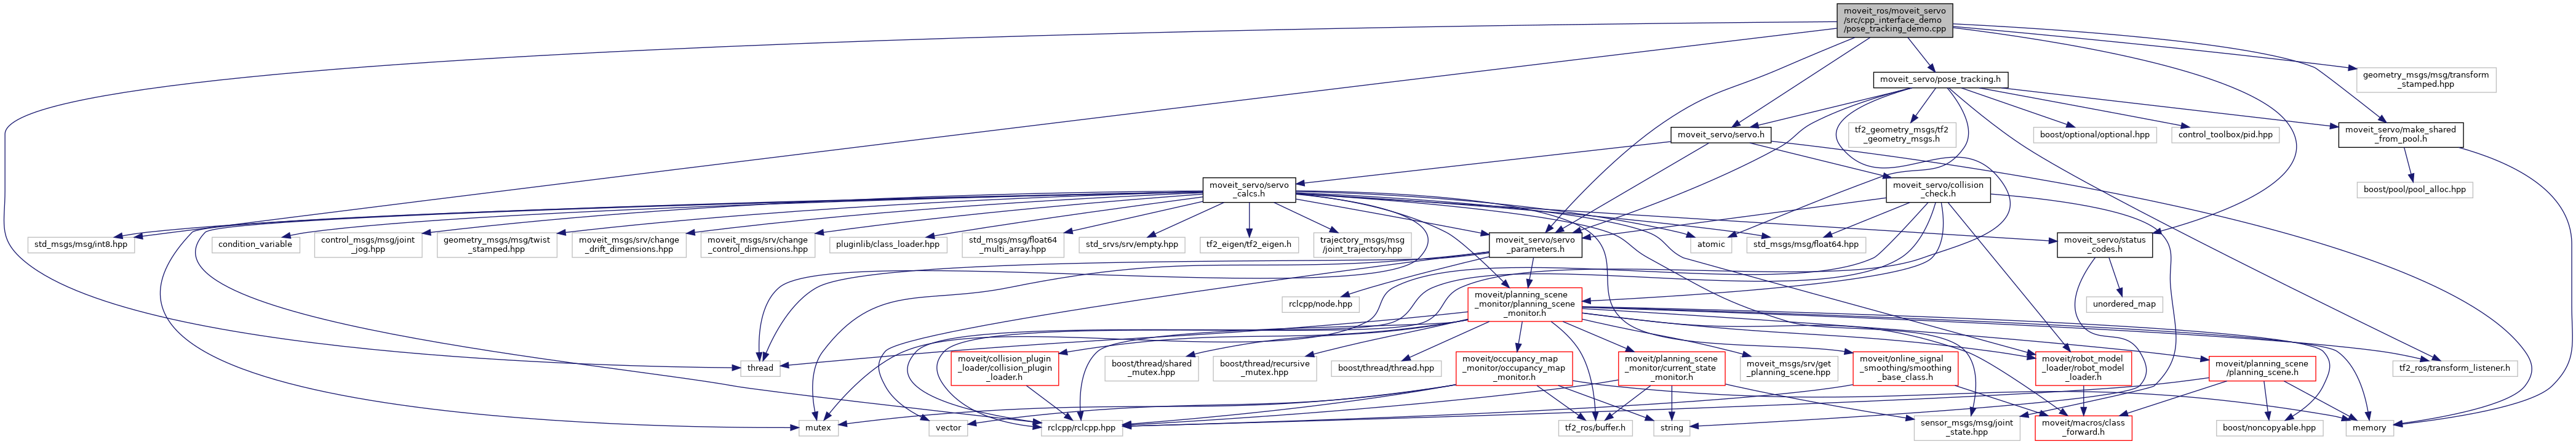 moveit_ros/moveit_servo
/src/cpp_interface_demo
/pose_tracking_demo.cpp
moveit_servo/pose_tracking.h
geometry_msgs/msg/transform
_stamped.hpp
moveit_servo/servo.h
tf2_geometry_msgs/tf2
_geometry_msgs.h
boost/optional/optional.hpp
control_toolbox/pid.hpp
moveit_servo/make_shared
_from_pool.h
moveit_servo/servo
_calcs.h
moveit_servo/collision
_check.h
boost/pool/pool_alloc.hpp
std_msgs/msg/int8.hpp
condition_variable
control_msgs/msg/joint
_jog.hpp
geometry_msgs/msg/twist
_stamped.hpp
moveit_msgs/srv/change
_drift_dimensions.hpp
moveit_msgs/srv/change
_control_dimensions.hpp
pluginlib/class_loader.hpp
std_msgs/msg/float64
_multi_array.hpp
std_srvs/srv/empty.hpp
tf2_eigen/tf2_eigen.h
trajectory_msgs/msg
/joint_trajectory.hpp
atomic
std_msgs/msg/float64.hpp
moveit_servo/servo
_parameters.h
moveit_servo/status
_codes.h
rclcpp/node.hpp
moveit/planning_scene
_monitor/planning_scene
_monitor.h
unordered_map
thread
moveit/collision_plugin
_loader/collision_plugin
_loader.h
boost/thread/shared
_mutex.hpp
boost/thread/recursive
_mutex.hpp
boost/thread/thread.hpp
moveit/occupancy_map
_monitor/occupancy_map
_monitor.h
moveit/planning_scene
_monitor/current_state
_monitor.h
moveit_msgs/srv/get
_planning_scene.hpp
moveit/online_signal
_smoothing/smoothing
_base_class.h
moveit/robot_model
_loader/robot_model
_loader.h
moveit/planning_scene
/planning_scene.h
tf2_ros/transform_listener.h
mutex
vector
rclcpp/rclcpp.hpp
tf2_ros/buffer.h
string
sensor_msgs/msg/joint
_state.hpp
moveit/macros/class
_forward.h
boost/noncopyable.hpp
memory